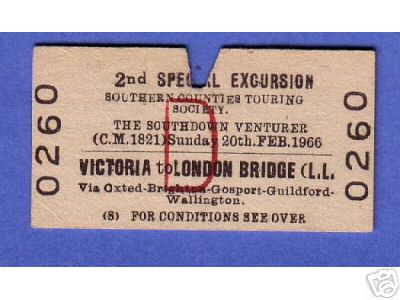 2nd SPECIAL EXCURSION
SOUTHERN COUNTIES TOURING
SOCIETY.
THE SOUTHDOWN VENTURER
(C.M.1821) Sunday 20th.FEB.1966
VICTORIA to LONDON BRIDGE (L.L.
Via Oxted-Brighton-Gosport-Guildford-
Wallington.
(S) FOR CONDITIONS SEE OVER
D
0260
0260
ebY